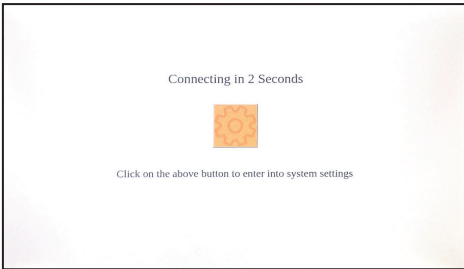 Connecting in 2 Seconds
Click on the above button to enter into system settings